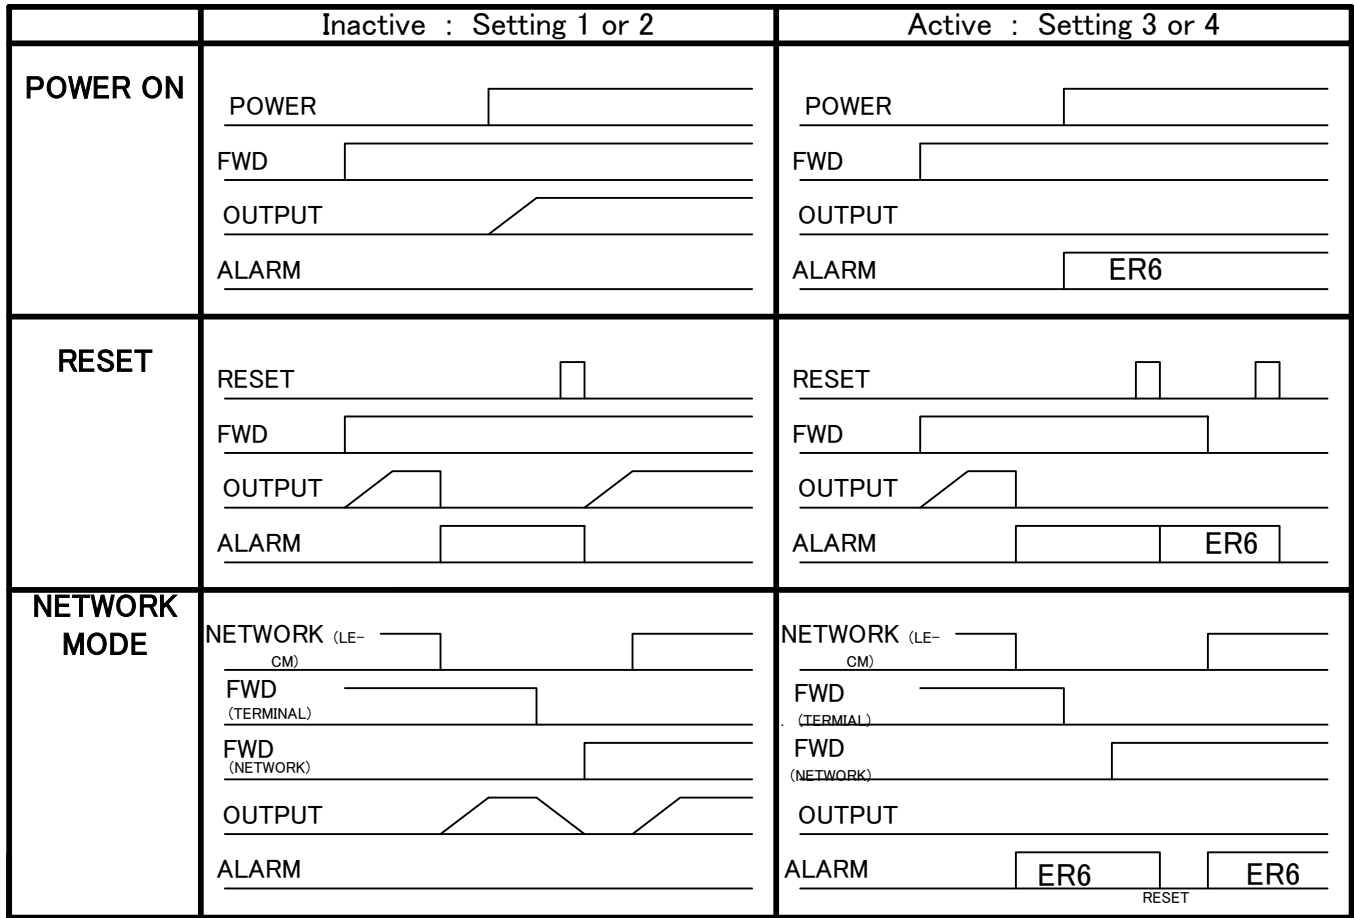 Inactive : Setting 1 or 2
Active : Setting 3 or 4
POWER ON
POWER
FWD
OUTPUT
ALARM
POWER
FWD
OUTPUT
ALARM
ER6
RESET
RESET
FWD
OUTPUT
ALARM
RESET
FWD
OUTPUT
ALARM
ER6
NETWORK
MODE
NETWORK (LE-
CM)
FWD
(TERMINAL)
FWD
(NETWORK)
OUTPUT
ALARM
NETWORK (LE-
CM)
FWD
(TERMIAL)
FWD
(NETWORK)
OUTPUT
ALARM
ER6
ER6
RESET